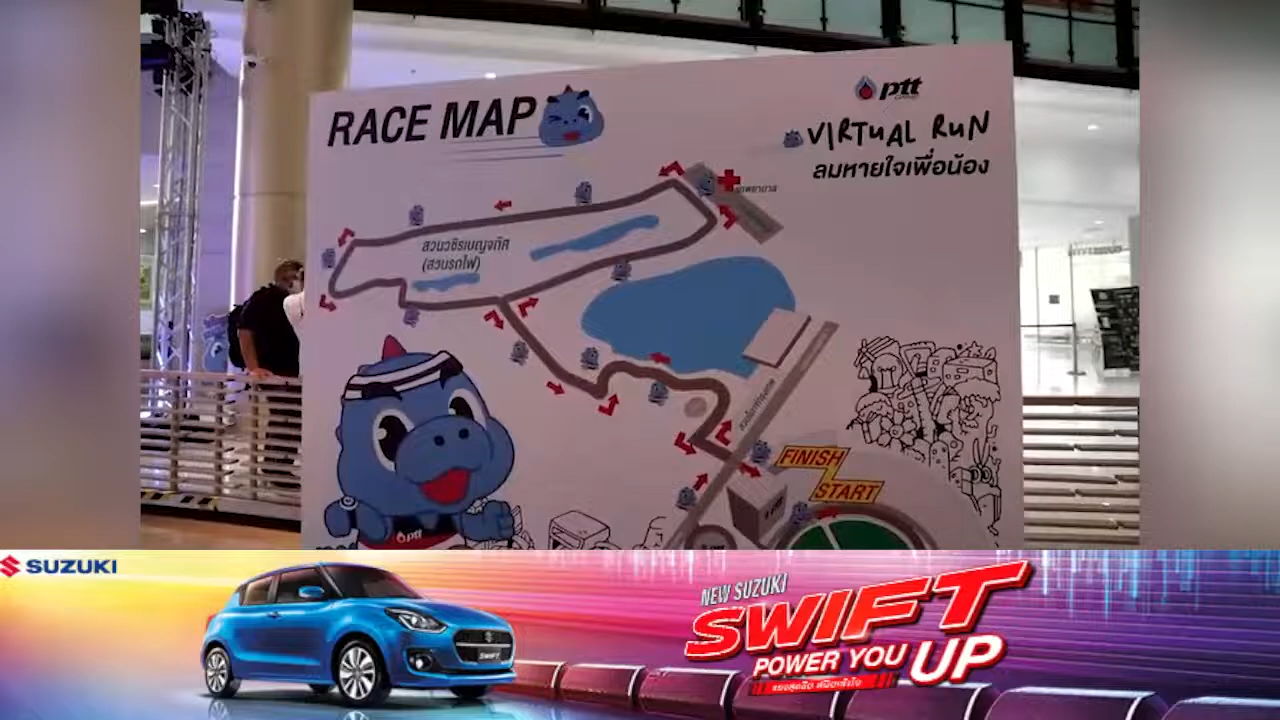 RACE MAP
ptt
VIRTUAL RUN
ลมหายใจเพื่อน้อง
สวนวชิรเบญจทัศ
(สวนรถไฟ)
FINISH
START
ptt
SUZUKI
NEW SUZUKI
SWIFT
POWER YOU UP
SWIFT